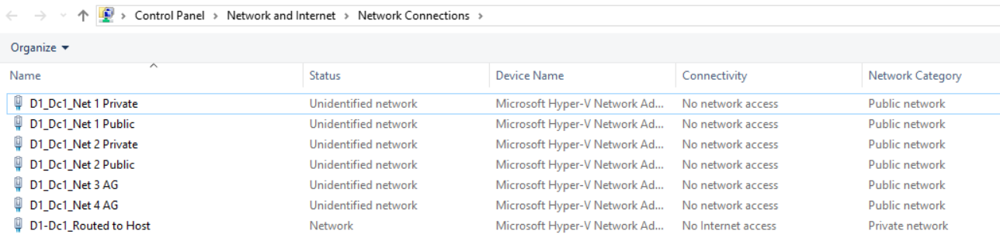 Control Panel > Network and Internet > Network Connections >
Organize
Name Status Device Name Connectivity Network Category
D1_Dc1_Net 1 Private Unidentified network Microsoft Hyper-V Network Ad... No network access Public network
D1_Dc1_Net 1 Public Unidentified network Microsoft Hyper-V Network Ad... No network access Public network
D1_Dc1_Net 2 Private Unidentified network Microsoft Hyper-V Network Ad... No network access Public network
D1_Dc1_Net 2 Public Unidentified network Microsoft Hyper-V Network Ad... No network access Public network
D1_Dc1_Net 3 AG Unidentified network Microsoft Hyper-V Network Ad... No network access Public network
D1_Dc1_Net 4 AG Unidentified network Microsoft Hyper-V Network Ad... No network access Public network
D1-Dc1_Routed to Host Network Microsoft Hyper-V Network Ad... No Internet access Private network